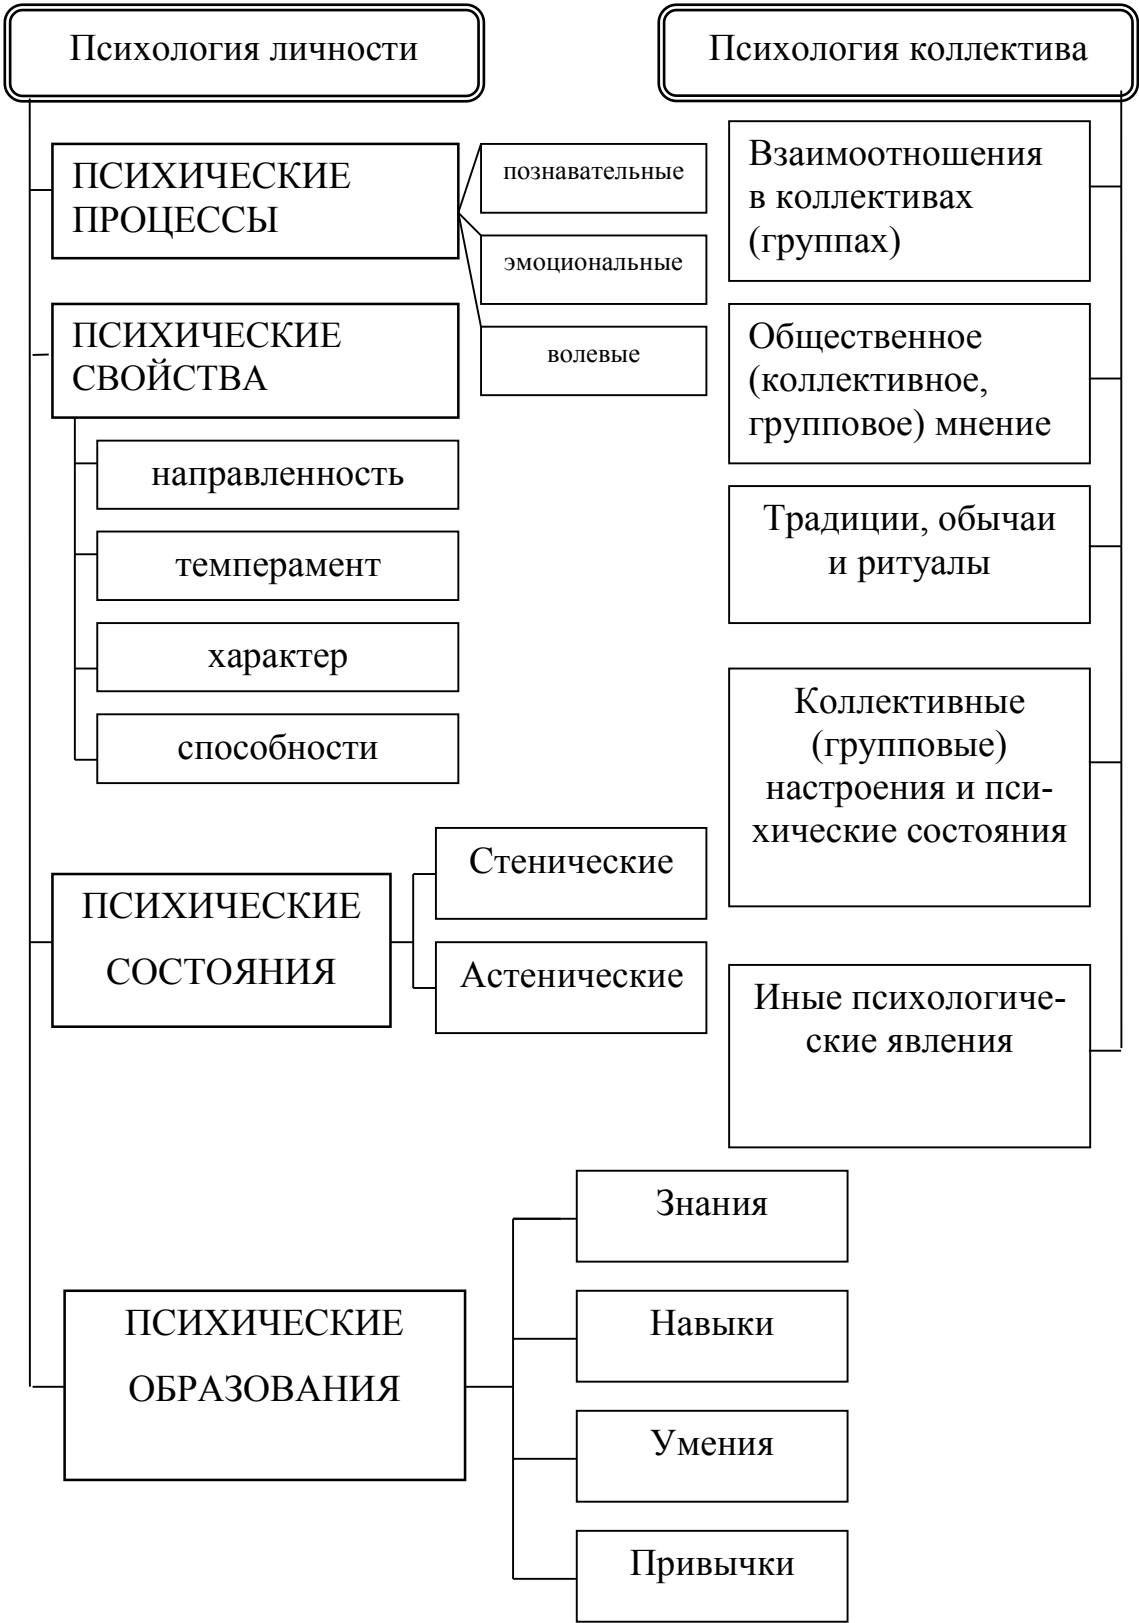 Психология личности
ПСИХИЧЕСКИЕ
ПРОЦЕССЫ
познавательные
эмоциональные
волевые
ПСИХИЧЕСКИЕ
СВОЙСТВА
направленность
темперамент
характер
способности
ПСИХИЧЕСКИЕ
СОСТОЯНИЯ
Стенические
Астенические
ПСИХИЧЕСКИЕ
ОБРАЗОВАНИЯ
Знания
Навыки
Умения
Привычки
Психология коллектива
Взаимоотношения
в коллективах
(группах)
Общественное
(коллективное,
групповое) мнение
Традиции, обычаи
и ритуалы
Коллективные
(групповые)
настроения и пси-
хические состояния
Иные психологиче-
ские явления